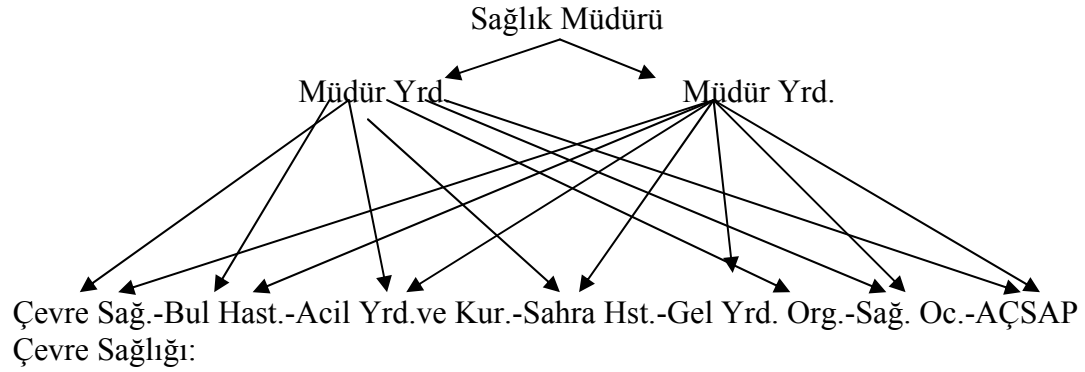 Sağlık Müdürü
Müdür Yrd. Müdür Yrd.
Çevre Sağ.-Bul Hast.-Acil Yrd.ve Kur.-Sahra Hst.-Gel Yrd. Org.-Sağ. Oc.-AÇSAP
Çevre Sağlığı: